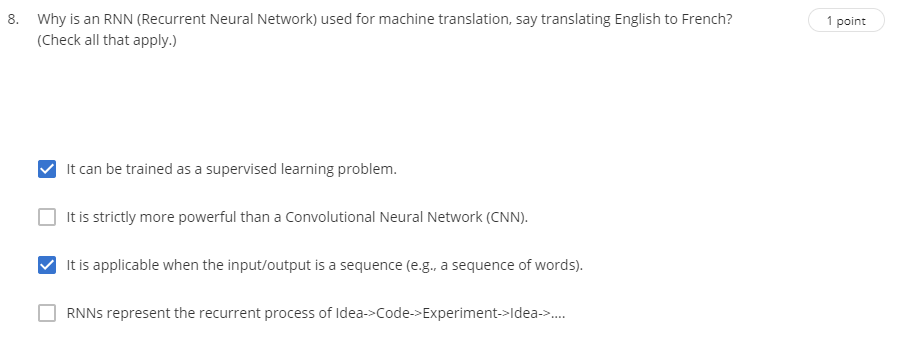 8. Why is an RNN (Recurrent Neural Network) used for machine translation, say translating English to French?
(Check all that apply.)
1 point
It can be trained as a supervised learning problem.
It is strictly more powerful than a Convolutional Neural Network (CNN).
It is applicable when the input/output is a sequence (e.g., a sequence of words).
RNNs represent the recurrent process of Idea->Code->Experiment->Idea->....